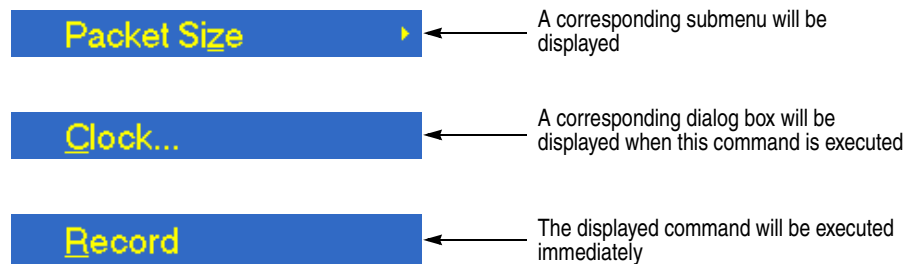 Packet Size
A corresponding submenu will be
displayed
Clock...
A corresponding dialog box will be
displayed when this command is executed
Record
The displayed command will be executed
immediately